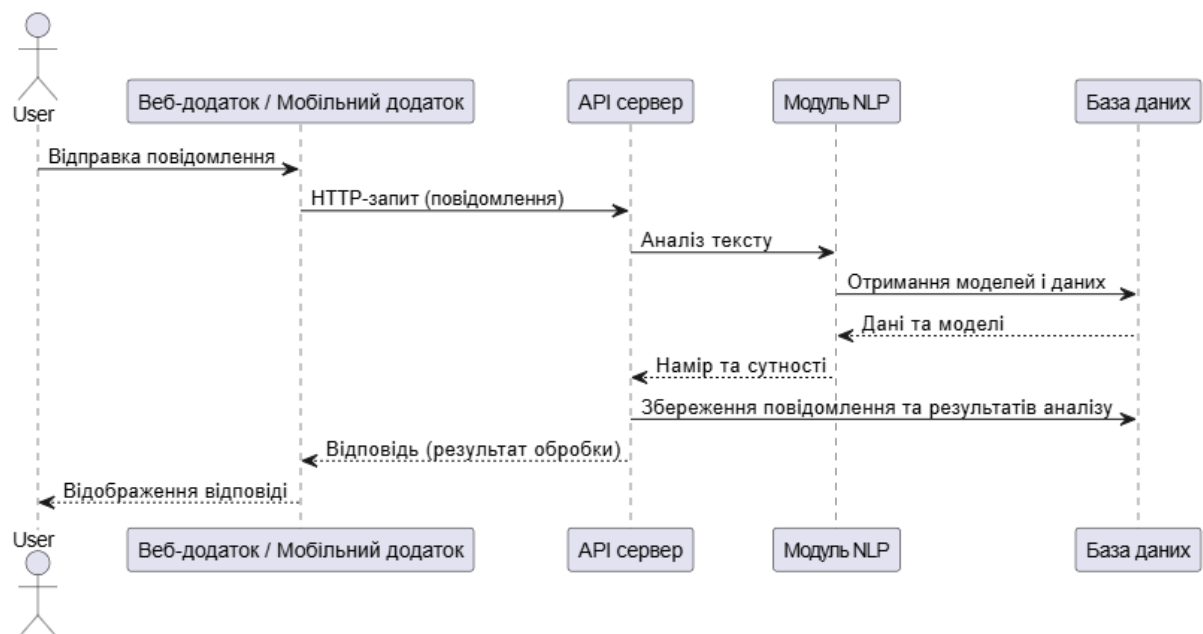 User
Веб-додаток / Мобільний додаток
API сервер
Модуль NLP
База даних
Відправка повідомлення
HTTP-запит (повідомлення)
Аналіз тексту
Отримання моделей і даних
Дані та моделі
Намір та сутності
Збереження повідомлення та результатів аналізу
Відповідь (результат обробки)
Відображення відповіді
User
Веб-додаток / Мобільний додаток
API сервер
Модуль NLP
База даних